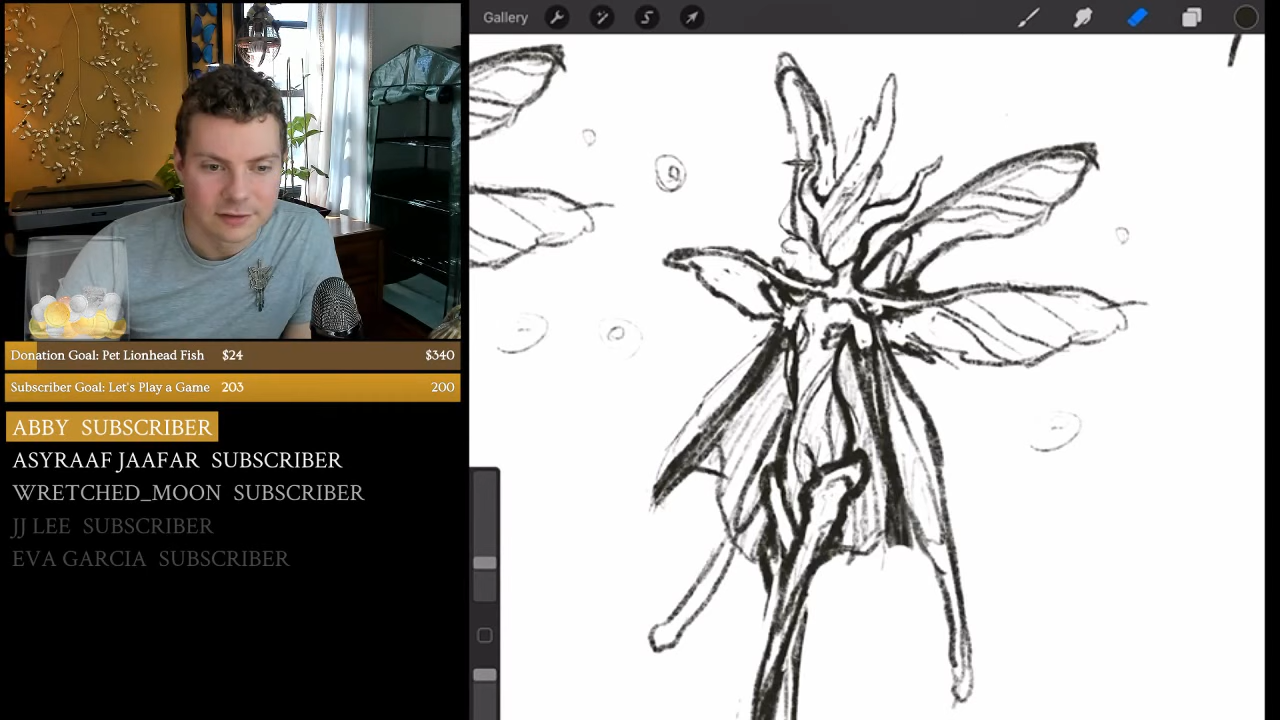 Gallery
Donation Goal: Pet Lionhead Fish $24 $340
Subscriber Goal: Let's Play a Game 203 200
ABBY SUBSCRIBER
ASYRAAF JAAFAR SUBSCRIBER
WRETCHED_MOON SUBSCRIBER
JJ LEE SUBSCRIBER
EVA GARCIA SUBSCRIBER